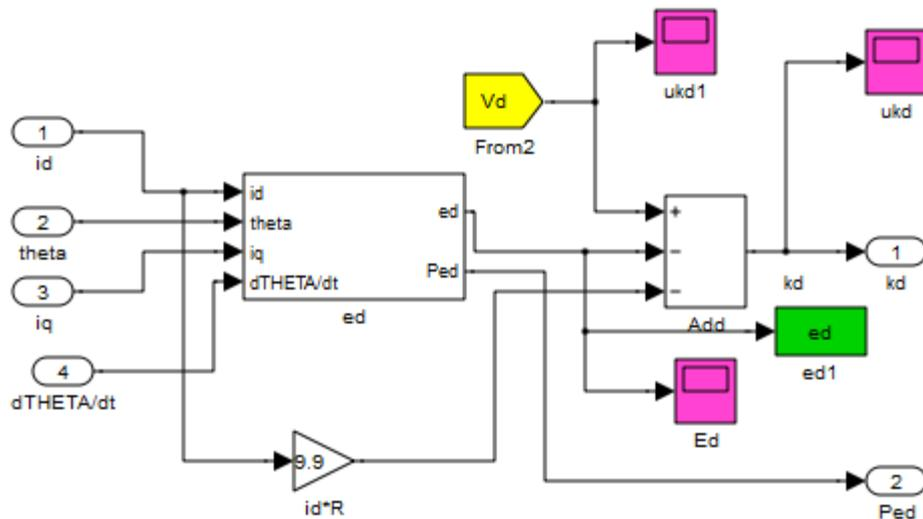 ukd1
ukd
Vd
From2
1
id
2
theta
3
iq
4
dTHETA/dt
id
theta
iq
dTHETA/dt
ed
Ped
ed
+
−
−
Add
kd
1
kd
ed
ed1
Ed
9.9
id*R
2
Ped